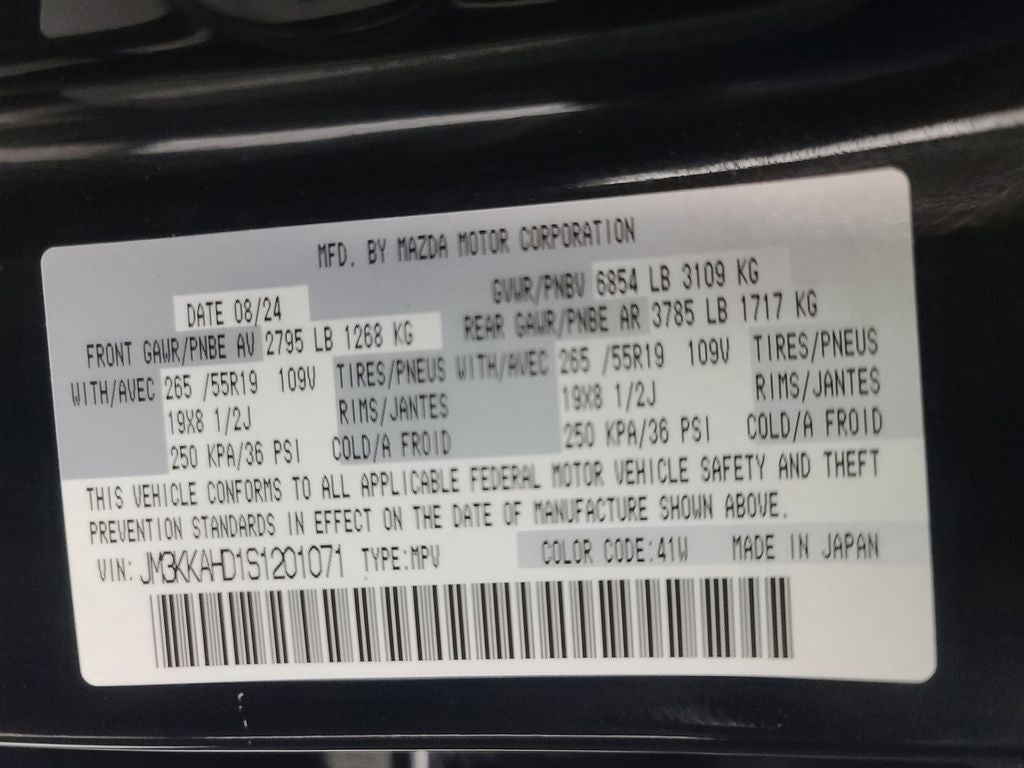 MFD. BY MAZDA MOTOR CORPORATION
DATE 08/24 GVWR/PNBV 6854 LB 3109 KG
FRONT GAWR/PNBE AV 2795 LB 1268 KG REAR GAWR/PNBE AR 3785 LB 1717 KG
WITH/AVEC 265 /55R19 109V TIRES/PNEUS WITH/AVEC 265 /55R19 109V TIRES/PNEUS
19X8 1/2J RIMS/JANTES 19X8 1/2J RIMS/JANTES
250 KPA/36 PSI COLD/A FROID 250 KPA/36 PSI COLD/A FROID
THIS VEHICLE CONFORMS TO ALL APPLICABLE FEDERAL MOTOR VEHICLE SAFETY AND THEFT
PREVENTION STANDARDS IN EFFECT ON THE DATE OF MANUFACTURE SHOWN ABOVE.
VIN: JM3KKAHD1S1201071 TYPE:MPV COLOR CODE:41W MADE IN JAPAN